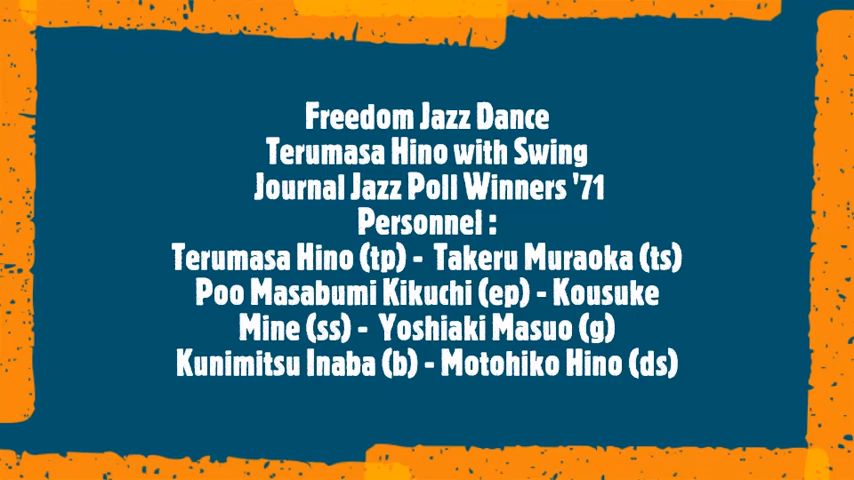 Freedom Jazz Dance
Terumasa Hino with Swing
Journal Jazz Poll Winners '71
Personnel :
Terumasa Hino (tp) - Takeru Muraoka (ts)
Poo Masabumi Kikuchi (ep) - Kousuke
Mine (ss) - Yoshiaki Masuo (g)
Kunimitsu Inaba (b) - Motohiko Hino (ds)